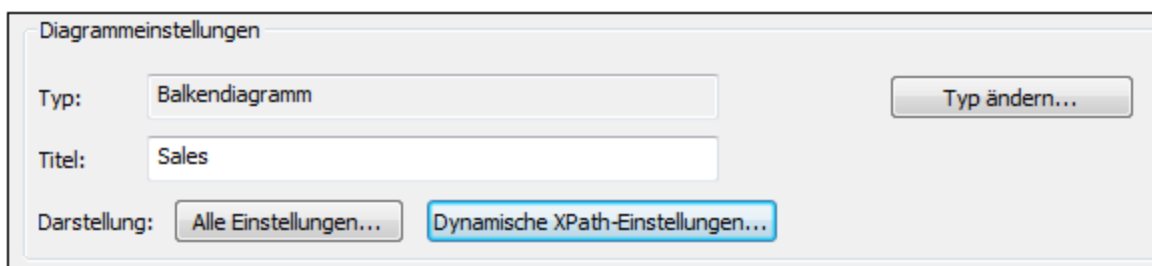 Diagrammeinstellungen
Typ: Balkendiagramm Typ ändern...
Titel: Sales
Darstellung: Alle Einstellungen... Dynamische XPath-Einstellungen...